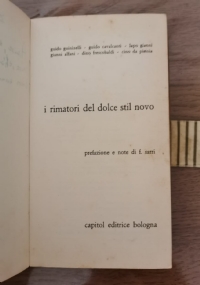 guido guinizelli - guido cavalcanti - lapo gianni
gianni alfani - dino frescobaldi - cino da pistoia
i rimatori del dolce stil novo
prefazione e note di l. satti
capitol editrice bologna